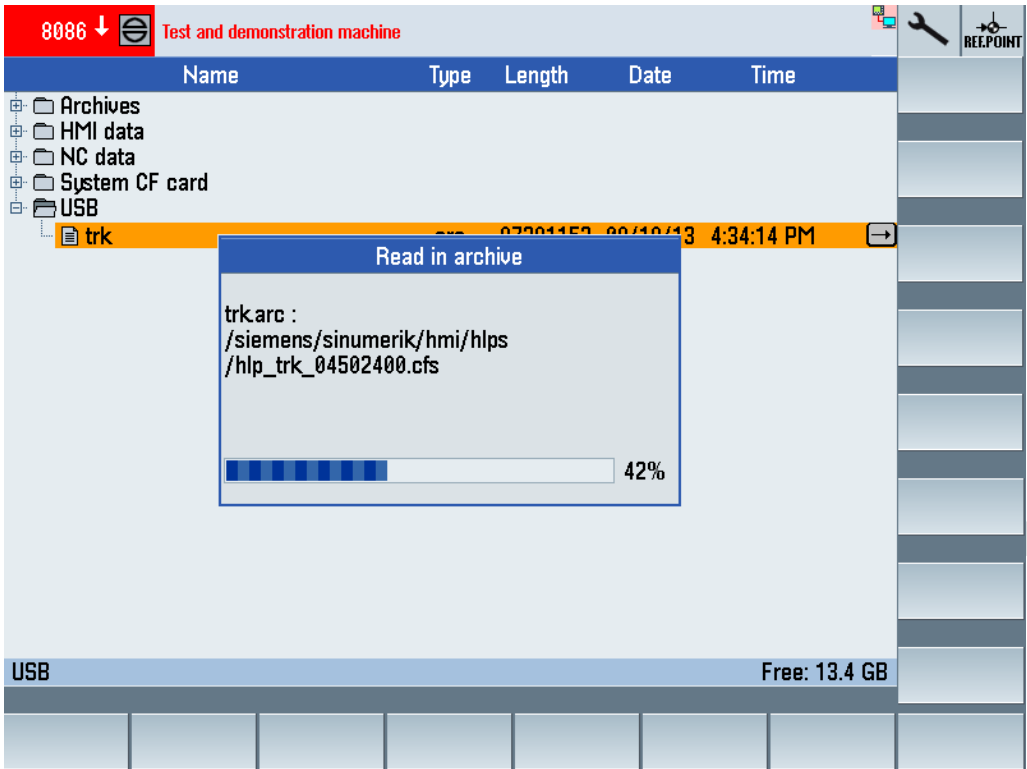 8086 Test and demonstration machine
REF.POINT
Name Type Length Date Time
Archives
HMI data
NC data
System CF card
USB
trk 4:34:14 PM
Read in archive
trk.arc :
/siemens/sinumerik/hmi/hlps
/hlp_trk_04502400.cfs
42%
USB Free: 13.4 GB